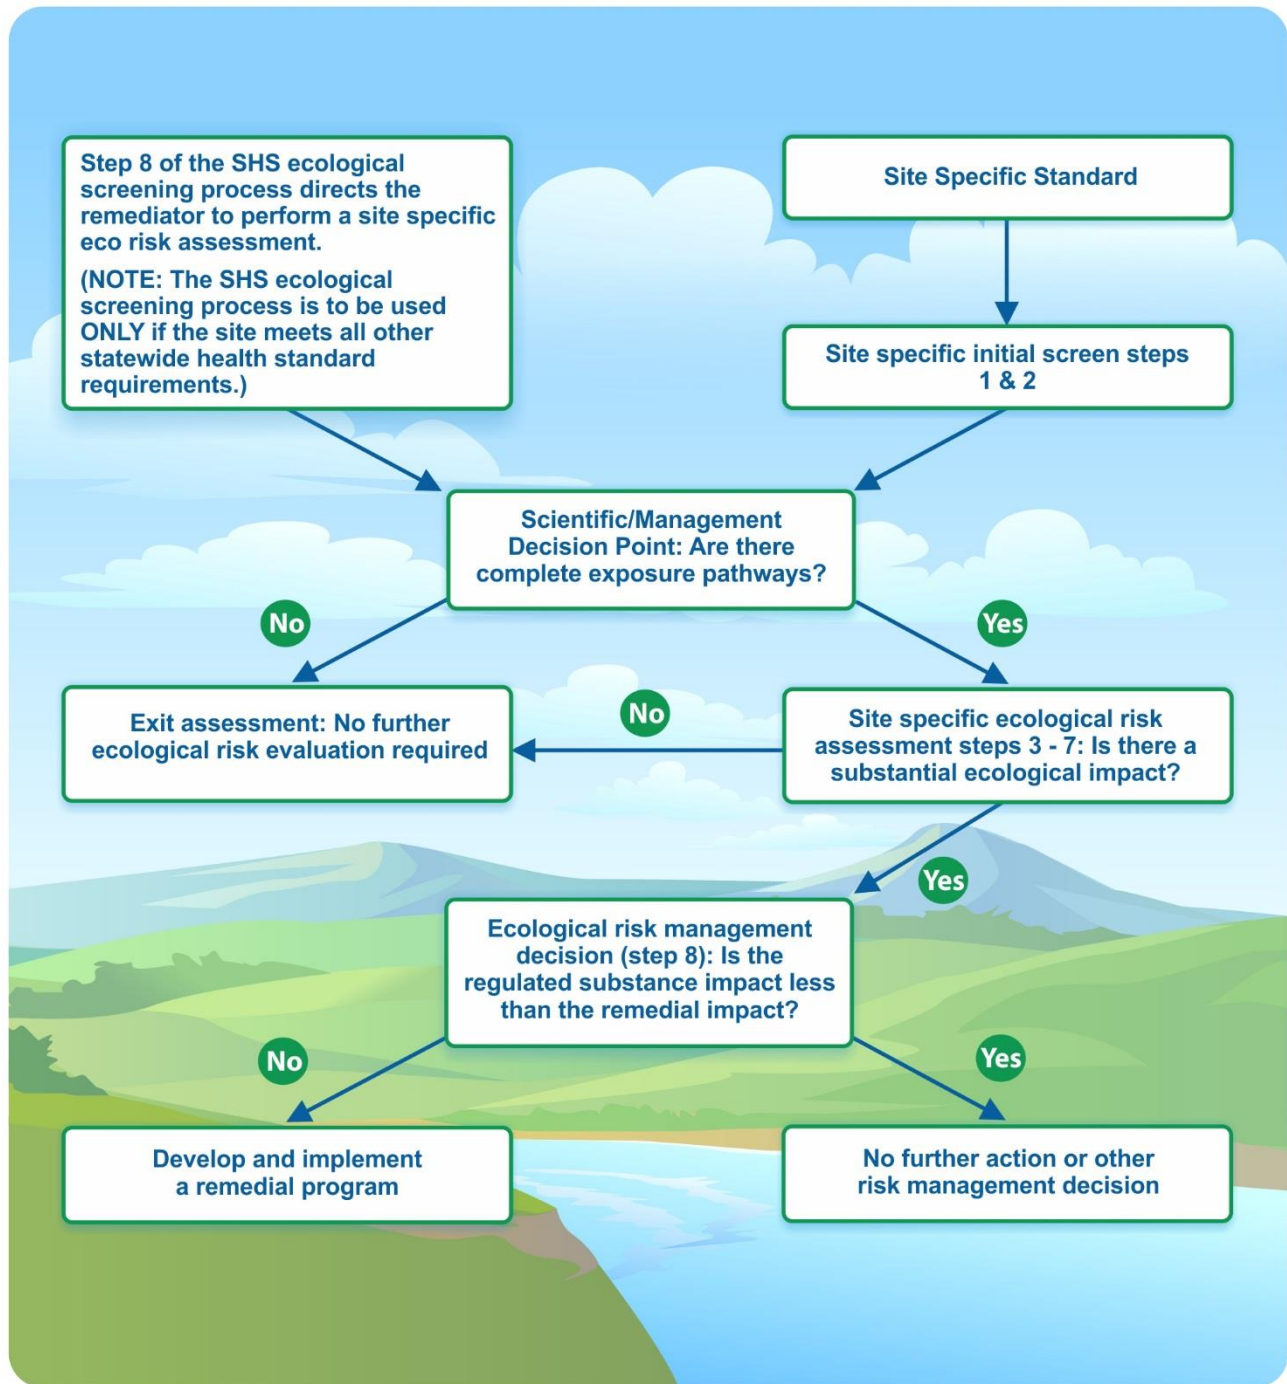 Step 8 of the SHS ecological
screening process directs the
remediator to perform a site specific
eco risk assessment.
(NOTE: The SHS ecological
screening process is to be used
ONLY if the site meets all other
statewide health standard
requirements.)
Site Specific Standard
Site specific initial screen steps
1 & 2
Scientific/Management
Decision Point: Are there
complete exposure pathways?
No
Yes
Exit assessment: No further
ecological risk evaluation required
No
Site specific ecological risk
assessment steps 3 - 7: Is there a
substantial ecological impact?
Yes
Ecological risk management
decision (step 8): Is the
regulated substance impact less
than the remedial impact?
No
Yes
Develop and implement
a remedial program
No further action or other
risk management decision